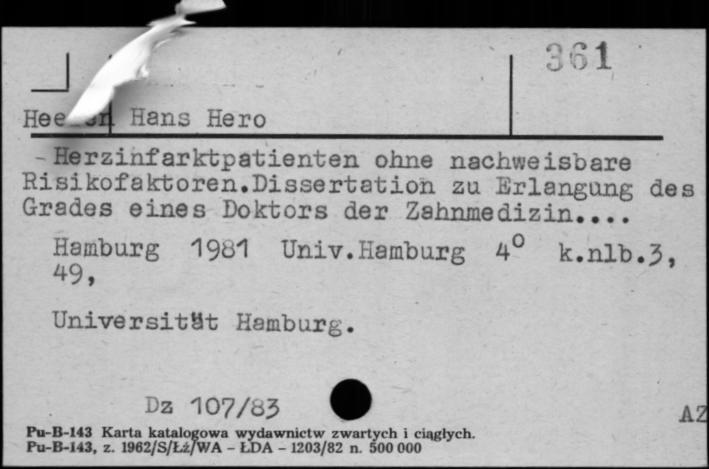 361
Hans Hero
- Herzinfarktpatienten ohne nachweisbare
Risikofaktoren.Dissertation zu Erlangung des
Grades eines Doktors der Zahnmedizin....
Hamburg 1981 Univ.Hamburg 4° k.nlb.3,
49,
Universität Hamburg.
Dz 107/83
AZ
Pu-B-143 Karta katalogowa wydawnictw zwartych i ciągłych.
Pu-B-143, z. 1962/S/Łż/WA - ŁDA - 1203/82 n. 500 000